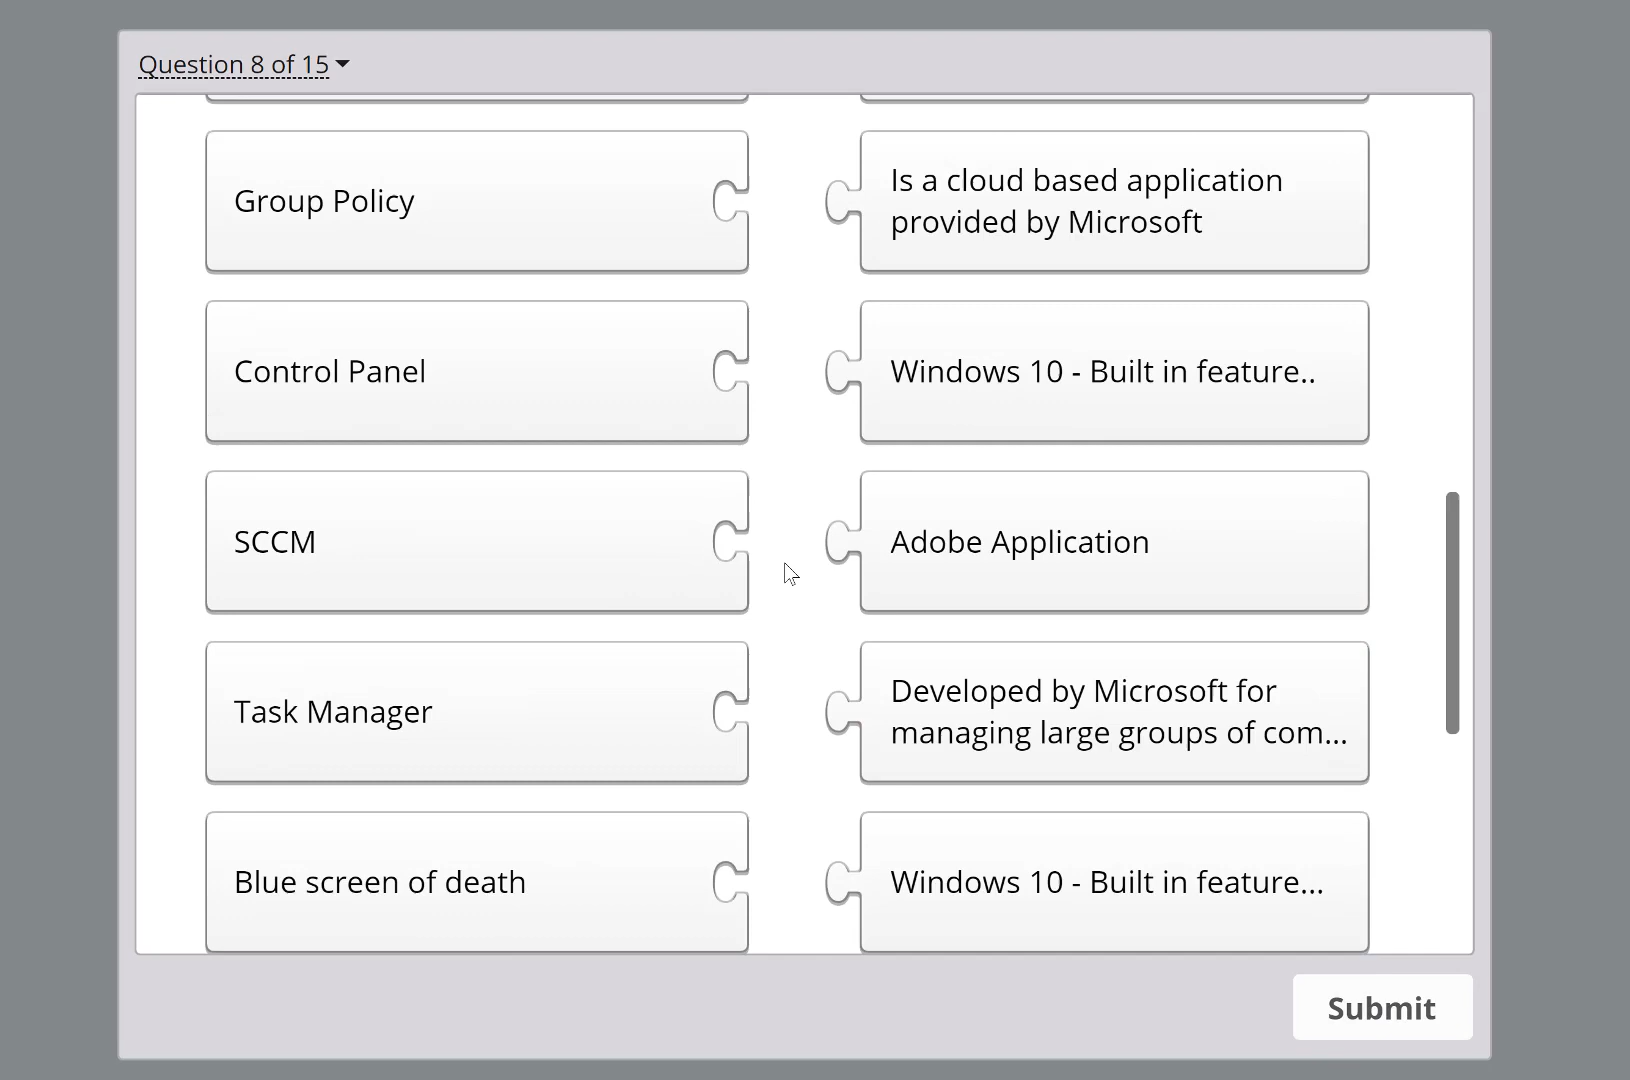 Question 8 of 15
Group Policy
Is a cloud based application
provided by Microsoft
Control Panel
Windows 10 - Built in feature..
SCCM
Adobe Application
Task Manager
Developed by Microsoft for
managing large groups of com...
Blue screen of death
Windows 10 - Built in feature...
Submit